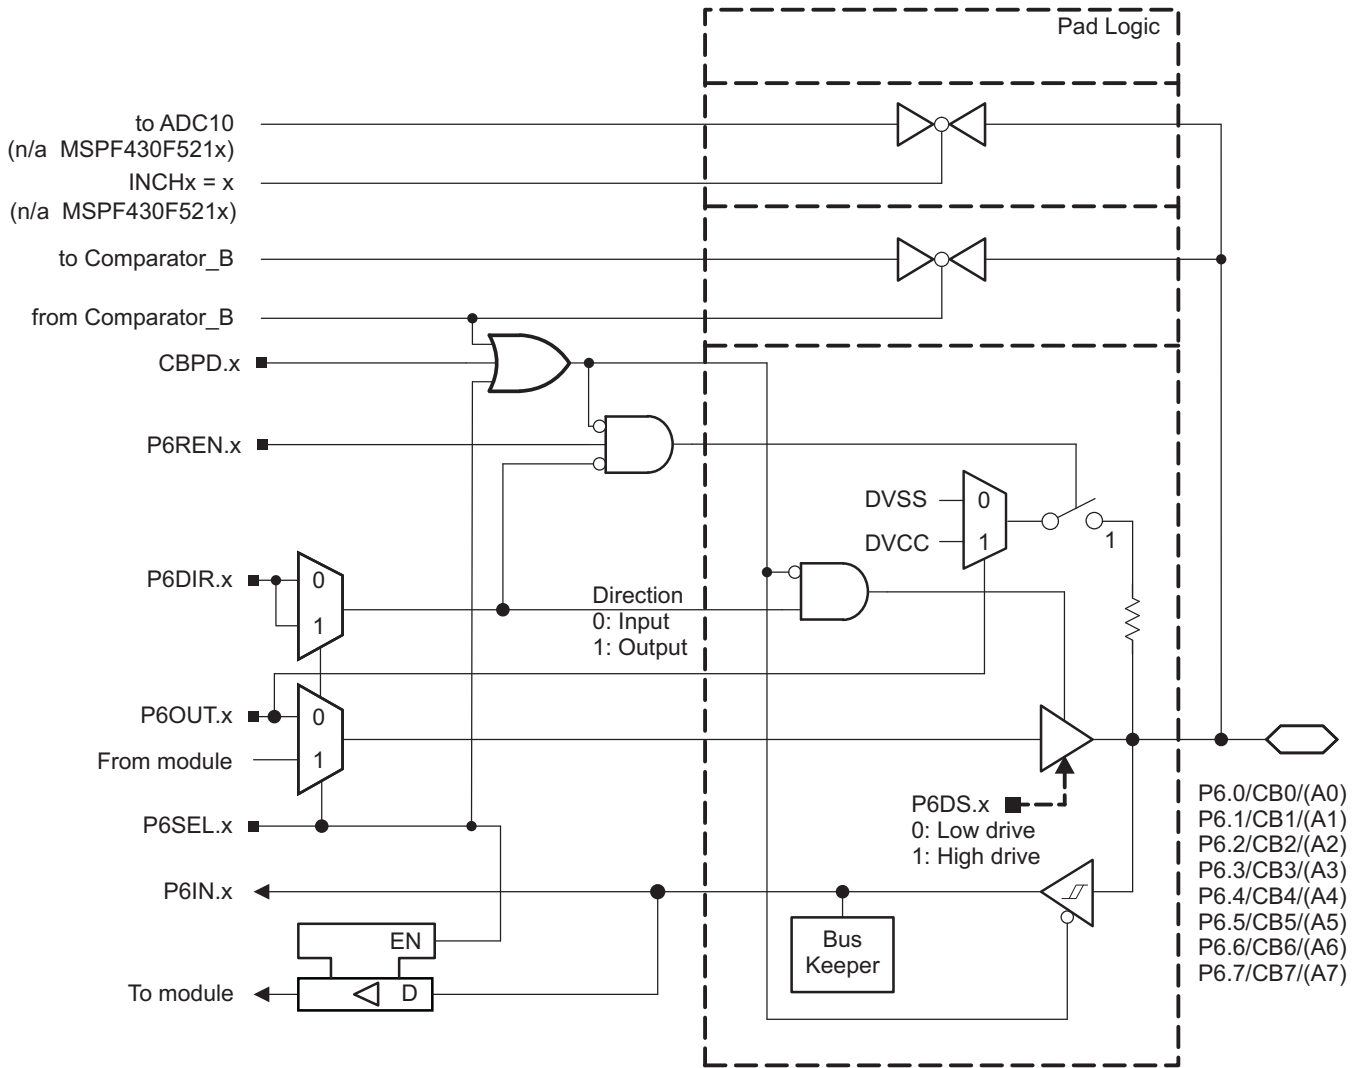 Pad Logic
to ADC10
(n/a MSPF430F521x)
INCHx = x
(n/a MSPF430F521x)
to Comparator_B
from Comparator_B
CBPD.x
P6REN.x
DVSS
0
DVCC
1
1
P6DIR.x
0
1
Direction
0: Input
1: Output
P6OUT.x
0
From module
1
P6SEL.x
P6DS.x
0: Low drive
1: High drive
P6IN.x
EN
Bus
Keeper
To module
D
P6.0/CB0/(A0)
P6.1/CB1/(A1)
P6.2/CB2/(A2)
P6.3/CB3/(A3)
P6.4/CB4/(A4)
P6.5/CB5/(A5)
P6.6/CB6/(A6)
P6.7/CB7/(A7)